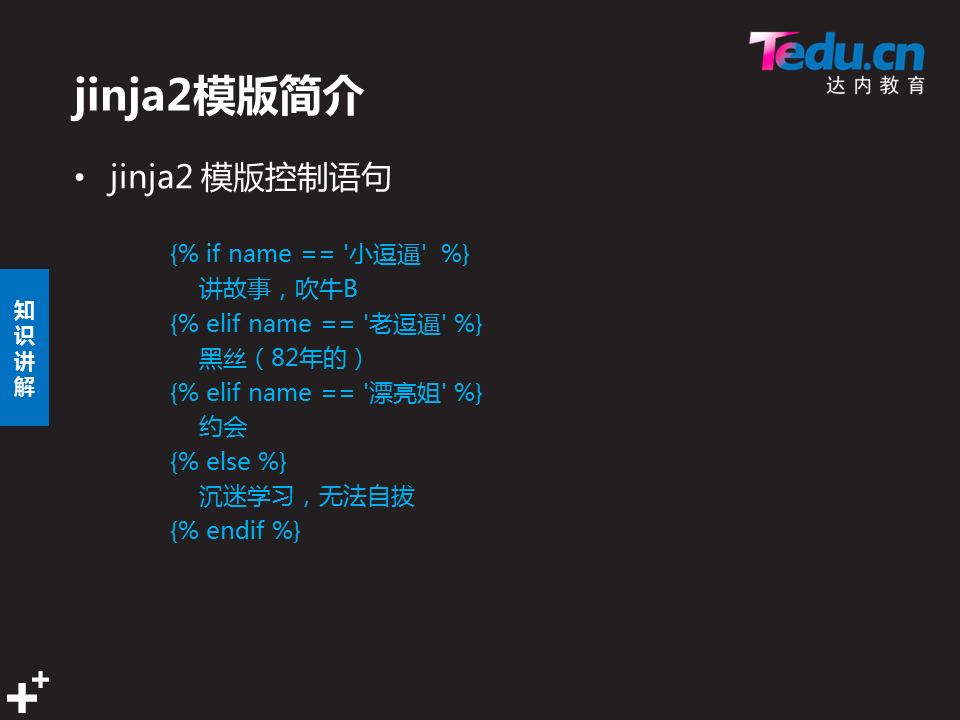 Tedu.cn
达内教育
jinja2模版简介
• jinja2 模版控制语句
{% if name == '小逗逼'  %}
讲故事，吹牛B
{% elif name == '老逗逼' %}
黑丝（82年的）
{% elif name == '漂亮姐' %}
约会
{% else %}
沉迷学习，无法自拔
{% endif %}
知识讲解